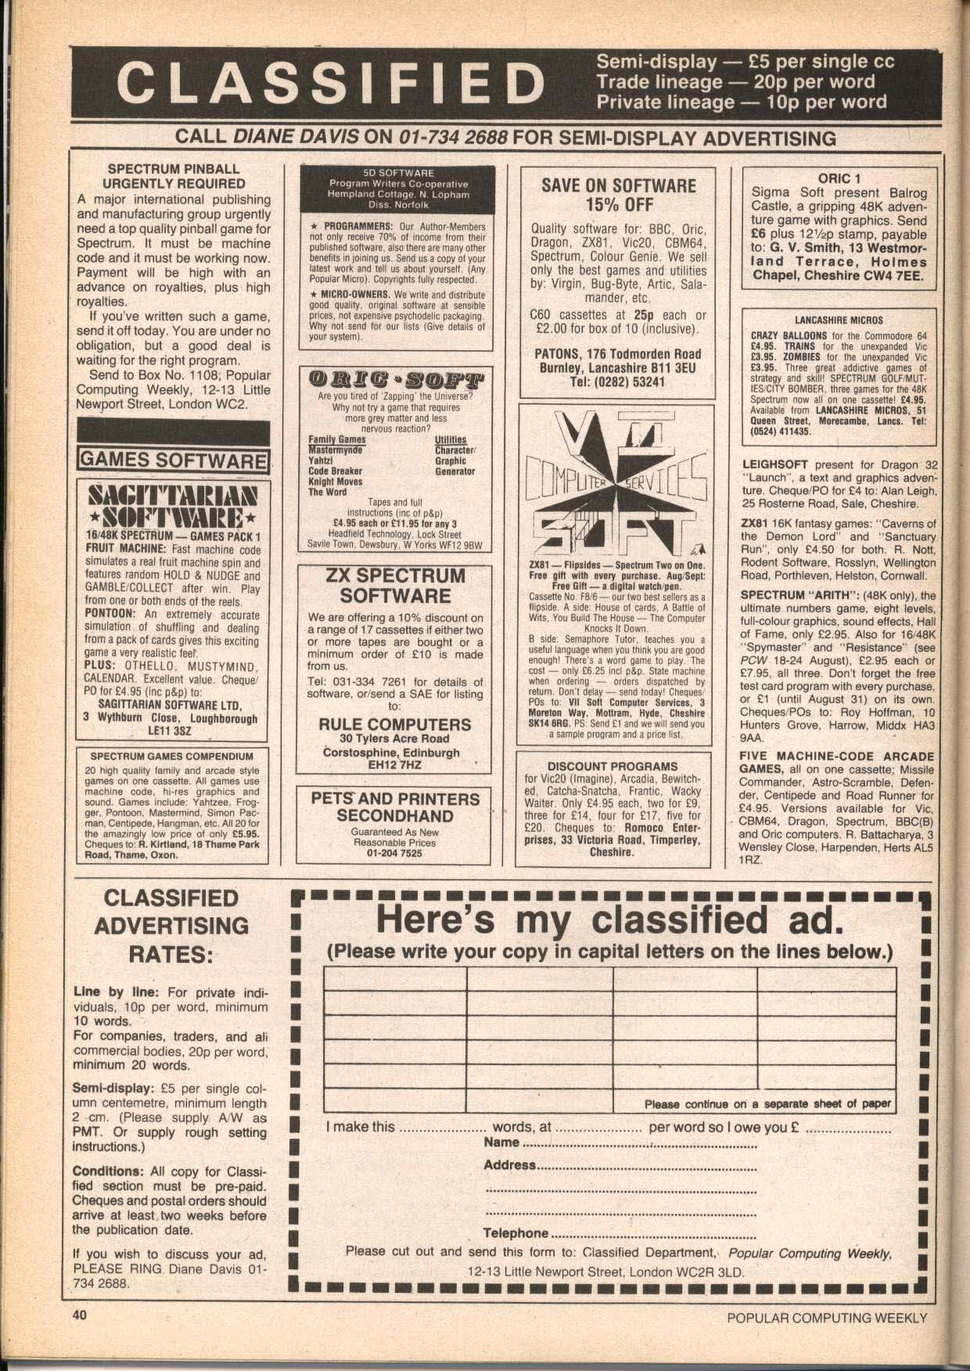 CLASSIFIED
Semi-display — £5 per single cc
Trade lineage — 20p per word
Private lineage — 10p per word
CALL DIANE DAVIS ON 01-734 2688 FOR SEMI-DISPLAY ADVERTISING
SPECTRUM PINBALL
URGENTLY REQUIRED
A major international publishing
and manufacturing group urgently
need a top quality pinball game for
Spectrum. It must be machine
code and it must be working now.
Payment will be high with an
advance on royalties, plus high
royalties.
If you've written such a game,
send it off today. You are under no
obligation, but a good deal is
waiting for the right program.
Send to Box No. 1108, Popular
Computing Weekly, 12-13 Little
Newport Street, London WC2.
GAMES SOFTWARE
SAGITTARIAN
★SOFTWARE★
16/48K SPECTRUM — GAMES PACK 1
FRUIT MACHINE: Fast machine code
simulates a real fruit machine spin and
features random HOLD & NUDGE and
GAMBLE/COLLECT after win. Play
from one or both ends of the reels.
PONTOON: An extremely accurate
simulation of shuffling and dealing
from a pack of cards gives this exciting
game a very realistic feel.
PLUS: OTHELLO, MUSTYMIND,
CALENDAR. Excellent value. Cheque/
PO for £4.95 (inc p&p) to:
SAGITTARIAN SOFTWARE LTD,
3 Wythburn Close, Loughborough
LE11 3SZ
SPECTRUM GAMES COMPENDIUM
20 high quality family and arcade style
games on one cassette. All games use
machine code, hi-res graphics and
sound. Games include: Yahtzee, Frog-
ger, Pontoon, Mastermind, Simon Pac-
man, Centipede, Hangman, etc. All 20 for
the amazingly low price of only £5.95.
Cheques to: R. Kirtland, 18 Thame Park
Road, Thame, Oxon.
5D SOFTWARE
Program Writers Co-operative
Hempland Cottage, N. Lopham
Diss. Norfolk
★ PROGRAMMERS: Our Author-Members
not only receive 70% of income from their
published software, also there are many other
benefits in joining us. Send us a copy of your
latest work and tell us about yourself. (Any
Popular Micro). Copyrights fully respected.
★ MICRO-OWNERS. We write and distribute
good quality, original software at sensible
prices, not expensive psychodelic packaging.
Why not send for our lists (Give details of
your system).
ORIC-SOFT
Are you tired of 'Zapping' the Universe?
Why not try a game that requires
more grey matter and less
nervous reaction?
Family Games Utilities
Mastermynde Character/
Yahtzi Graphic
Code Breaker Generator
Knight Moves
The Word
Tapes and full
instructions (inc of p&p)
£4.95 each or £11.95 for any 3
Headfield Technology, Lock Street
Savile Town, Dewsbury, W Yorks WF12 9BW
ZX SPECTRUM
SOFTWARE
We are offering a 10% discount on
a range of 17 cassettes if either two
or more tapes are bought or a
minimum order of £10 is made
from us.
Tel: 031-334 7261 for details of
software, or/send a SAE for listing
to:
RULE COMPUTERS
30 Tylers Acre Road
Corstosphine, Edinburgh
EH12 7HZ
PETS AND PRINTERS
SECONDHAND
Guaranteed As New
Reasonable Prices
01-204 7525
SAVE ON SOFTWARE
15% OFF
Quality software for: BBC, Oric,
Dragon, ZX81, Vic20, CBM64,
Spectrum, Colour Genie. We sell
only the best games and utilities
by: Virgin, Bug-Byte, Artic, Sala-
mander, etc.
C60 cassettes at 25p each or
£2.00 for box of 10 (inclusive).
PATONS, 176 Todmorden Road
Burnley, Lancashire B11 3EU
Tel: (0282) 53241
VII
COMPUTER SERVICES
SOFT
ZX81 — Flipsides — Spectrum Two on One.
Free gift with every purchase. Aug/Sept:
Free Gift — a digital watch/pen.
Cassette No. F8/6 — our two best sellers as a
flipside. A side: House of cards, A Battle of
Wits, You Build The House — The Computer
Knocks It Down.
B side: Semaphore Tutor, teaches you a
useful language when you think you are good
enough! There's a word game to play. The
cost — only £6.25 incl p&p. State machine
when ordering — orders dispatched by
return. Don't delay — send today! Cheques/
POs to: VII Soft Computer Services, 3
Moreton Way, Mottram, Hyde, Cheshire
SK14 6RG. PS: Send £1 and we will send you
a sample program and a price list.
DISCOUNT PROGRAMS
for Vic20 (Imagine), Arcadia, Bewitch-
ed, Catcha-Snatcha, Frantic, Wacky
Waiter. Only £4.95 each, two for £9,
three for £14, four for £17, five for
£20. Cheques to: Romoco Enter-
prises, 33 Victoria Road, Timperley,
Cheshire.
ORIC 1
Sigma Soft present Balrog
Castle, a gripping 48K adven-
ture game with graphics. Send
£6 plus 12½p stamp, payable
to: G. V. Smith, 13 Westmor-
land Terrace, Holmes
Chapel, Cheshire CW4 7EE.
LANCASHIRE MICROS
CRAZY BALLOONS for the Commodore 64
£4.95. TRAINS for the unexpanded Vic
£3.95. ZOMBIES for the unexpanded Vic
£3.95. Three great addictive games of
strategy and skill! SPECTRUM GOLF/MUT-
IES/CITY BOMBER, three games for the 48K
Spectrum now all on one cassette! £4.95.
Available from LANCASHIRE MICROS, 51
Queen Street, Morecambe, Lancs. Tel:
(0524) 411435.
LEIGHSOFT present for Dragon 32
"Launch", a text and graphics adven-
ture. Cheque/PO for £4 to: Alan Leigh,
25 Rosterne Road, Sale, Cheshire.
ZX81 16K fantasy games: "Caverns of
the Demon Lord" and "Sanctuary
Run", only £4.50 for both. R. Nott,
Rodent Software, Rosslyn, Wellington
Road, Porthleven, Helston, Cornwall.
SPECTRUM "ARITH": (48K only), the
ultimate numbers game, eight levels,
full-colour graphics, sound effects, Hall
of Fame, only £2.95. Also for 16/48K
"Spymaster" and "Resistance" (see
PCW 18-24 August), £2.95 each or
£7.95, all three. Don't forget the free
test card program with every purchase,
or £1 (until August 31) on its own.
Cheques/POs to: Roy Hoffman, 10
Hunters Grove, Harrow, Middx HA3
9AA.
FIVE MACHINE-CODE ARCADE
GAMES, all on one cassette; Missile
Commander, Astro-Scramble, Defen-
der, Centipede and Road Runner for
£4.95. Versions available for Vic,
CBM64, Dragon, Spectrum, BBC(B)
and Oric computers. R. Battacharya, 3
Wensley Close, Harpenden, Herts AL5
1RZ.
CLASSIFIED
ADVERTISING
RATES:
Line by line: For private indi-
viduals, 10p per word, minimum
10 words.
For companies, traders, and all
commercial bodies, 20p per word,
minimum 20 words.
Semi-display: £5 per single col-
umn centemetre, minimum length
2 cm. (Please supply A/W as
PMT. Or supply rough setting
instructions.)
Conditions: All copy for Classi-
fied section must be pre-paid.
Cheques and postal orders should
arrive at least two weeks before
the publication date.
If you wish to discuss your ad,
PLEASE RING Diane Davis 01-
734 2688.
Here's my classified ad.
(Please write your copy in capital letters on the lines below.)
Please continue on a separate sheet of paper
I make this ...................... words, at ...................... per word so I owe you £ ......................
Name
Address
Telephone
Please cut out and send this form to: Classified Department, Popular Computing Weekly,
12-13 Little Newport Street, London WC2R 3LD.
40
POPULAR COMPUTING WEEKLY